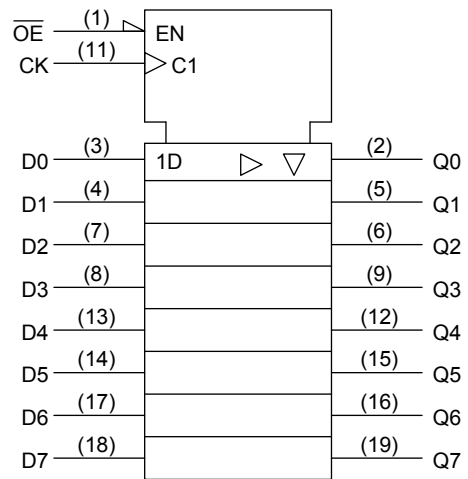 OE (1) EN
CK (11) C1
D0 (3) 1D (2) Q0
D1 (4) (5) Q1
D2 (7) (6) Q2
D3 (8) (9) Q3
D4 (13) (12) Q4
D5 (14) (15) Q5
D6 (17) (16) Q6
D7 (18) (19) Q7